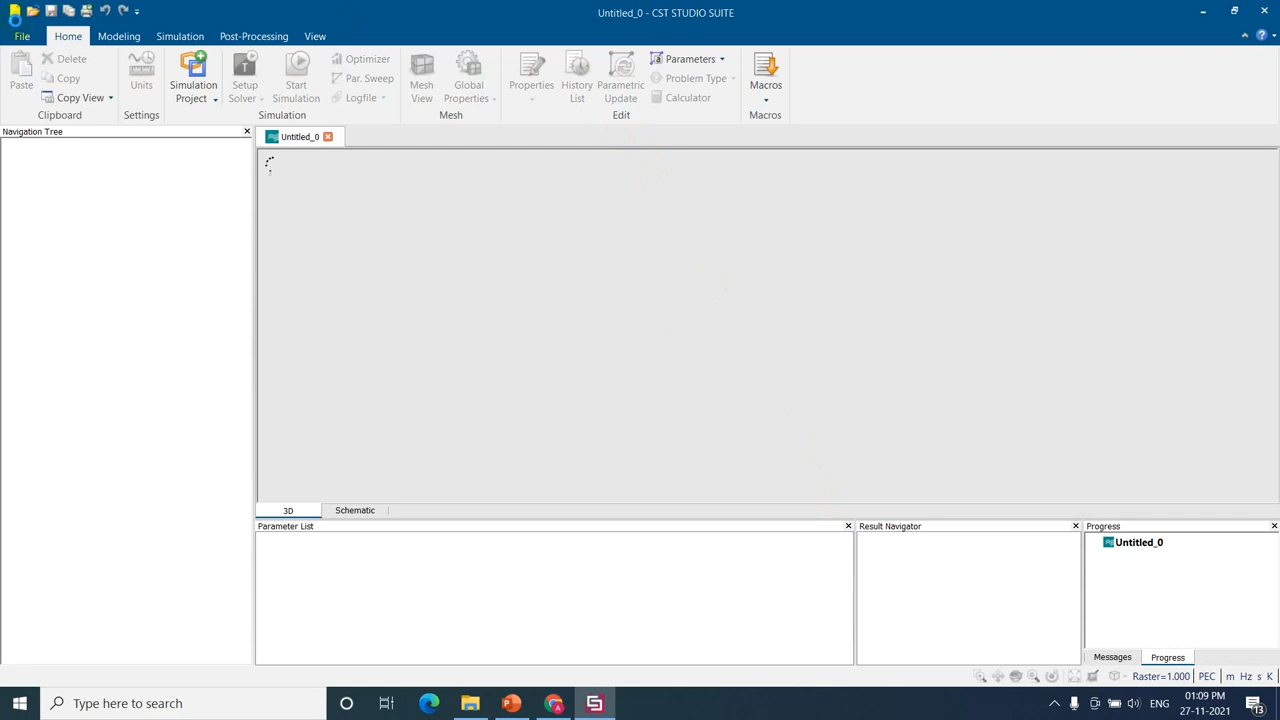 Untitled_0 - CST STUDIO SUITE
File Home Modeling Simulation Post-Processing View
Paste Delete Copy Copy View Clipboard
Units Settings
Simulation Project Setup Solver Start Simulation Optimizer Par. Sweep Logfile Simulation
Mesh View Global Properties Mesh
Properties History List Parametric Update Parameters Problem Type Calculator Edit
Macros Macros
Navigation Tree
Untitled_0
3D Schematic
Parameter List
Result Navigator
Progress
Untitled_0
Messages Progress
Raster=1.000 PEC m Hz s K
Type here to search
ENG
01:09 PM
27-11-2021
13